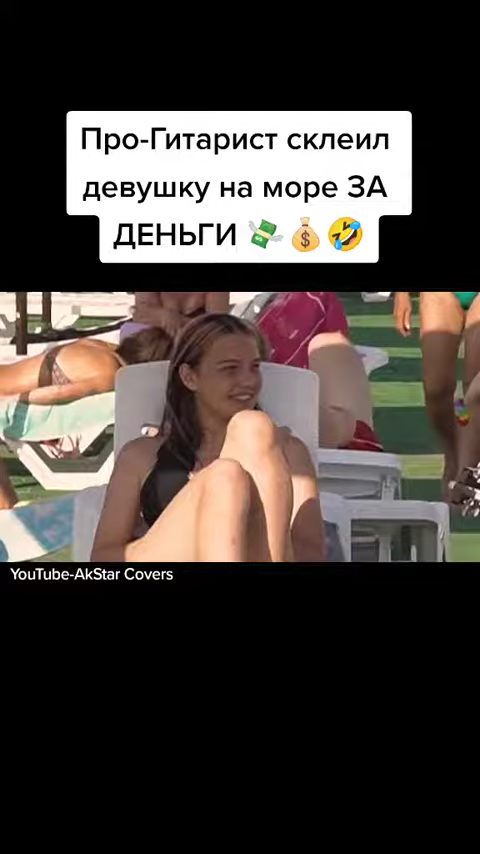 Про-Гитарист склеил
девушку на море ЗА
ДЕНЬГИ 💸💰🤣
YouTube-AkStar Covers